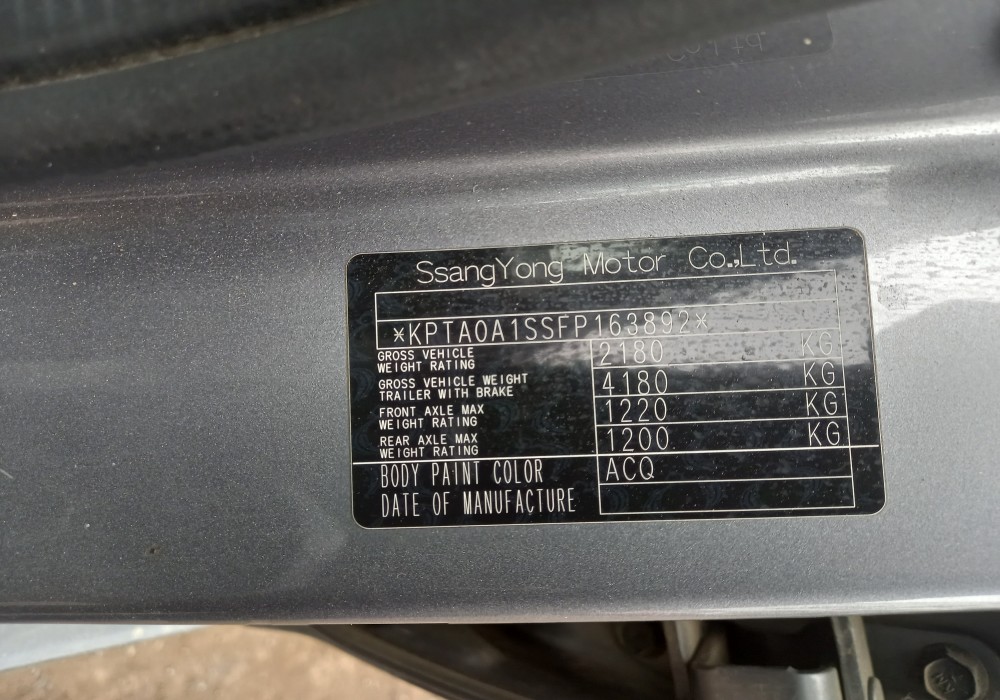 SsangYong Motor Co.,Ltd.
*KPTA0A1SSFP163892*
GROSS VEHICLE
WEIGHT RATING
2180 KG
GROSS VEHICLE WEIGHT
TRAILER WITH BRAKE
4180 KG
FRONT AXLE MAX
WEIGHT RATING
1220 KG
REAR AXLE MAX
WEIGHT RATING
1200 KG
BODY PAINT COLOR ACQ
DATE OF MANUFACTURE